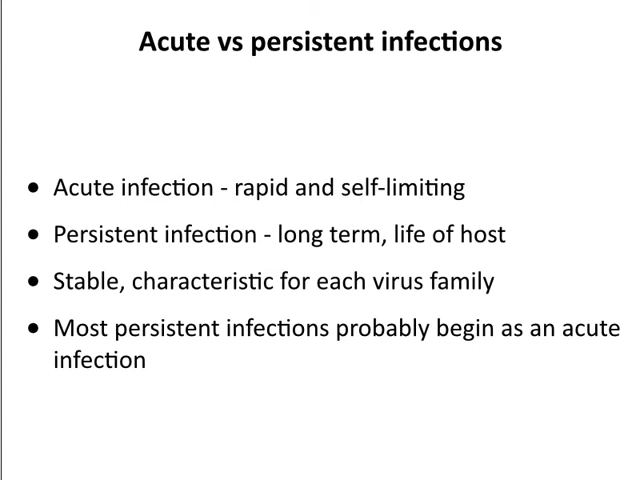 Acute vs persistent infections
● Acute infection - rapid and self-limiting
● Persistent infection - long term, life of host
● Stable, characteristic for each virus family
● Most persistent infections probably begin as an acute
infection